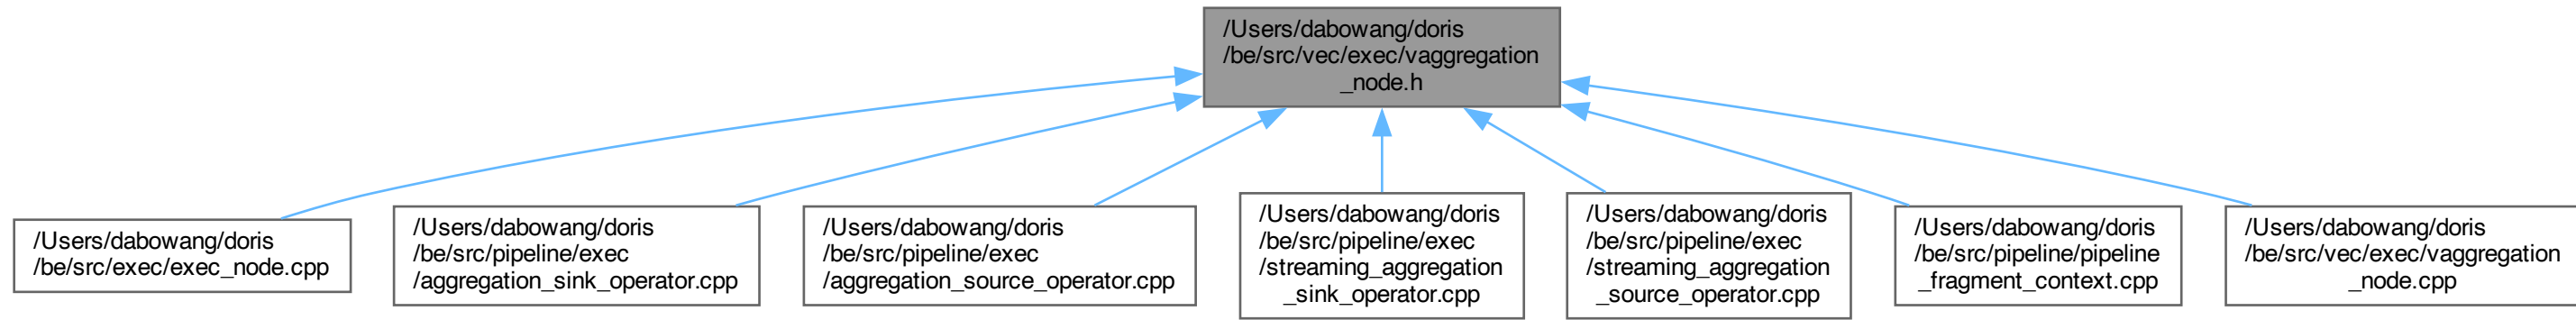 /Users/dabowang/doris
/be/src/vec/exec/vaggregation
_node.h
/Users/dabowang/doris
/be/src/exec/exec_node.cpp
/Users/dabowang/doris
/be/src/pipeline/exec
/aggregation_sink_operator.cpp
/Users/dabowang/doris
/be/src/pipeline/exec
/aggregation_source_operator.cpp
/Users/dabowang/doris
/be/src/pipeline/exec
/streaming_aggregation
_sink_operator.cpp
/Users/dabowang/doris
/be/src/pipeline/exec
/streaming_aggregation
_source_operator.cpp
/Users/dabowang/doris
/be/src/pipeline/pipeline
_fragment_context.cpp
/Users/dabowang/doris
/be/src/vec/exec/vaggregation
_node.cpp